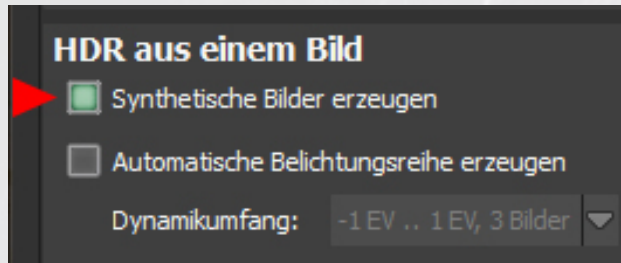 HDR aus einem Bild
Synthetische Bilder erzeugen
Automatische Belichtungsreihe erzeugen
Dynamikumfang: -1 EV .. 1 EV, 3 Bilder